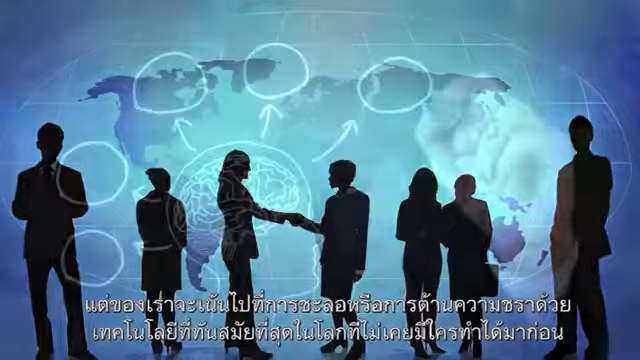 แต่ของเราจะเน้นไปที่การชะลอหรือการต้านความชราด้วย
เทคโนโลยีที่ทันสมัยที่สุดในโลกที่ไม่เคยมีใครทำได้มาก่อน